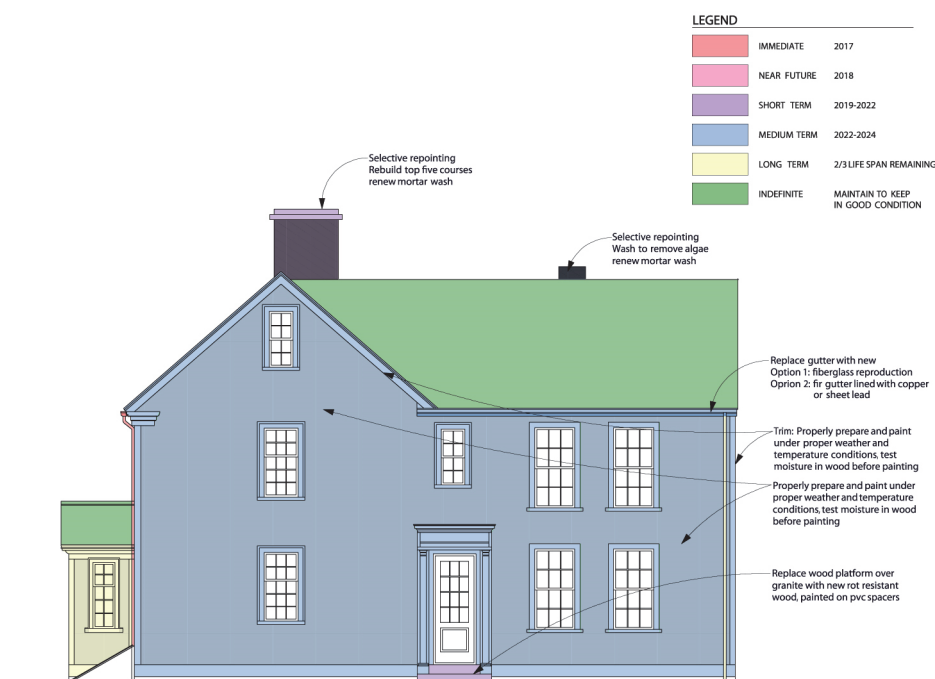 LEGEND
IMMEDIATE 2017
NEAR FUTURE 2018
SHORT TERM 2019-2022
MEDIUM TERM 2022-2024
LONG TERM 2/3 LIFE SPAN REMAINING
INDEFINITE MAINTAIN TO KEEP
IN GOOD CONDITION
Selective repointing
Rebuild top five courses
renew mortar wash
Selective repointing
Wash to remove algae
renew mortar wash
Replace gutter with new
Option 1: fiberglass reproduction
Oprion 2: fir gutter lined with copper
or sheet lead
Trim: Properly prepare and paint
under proper weather and
temperature conditions, test
moisture in wood before painting
Properly prepare and paint under
proper weather and temperature
conditions, test moisture in wood
before painting
Replace wood platform over
granite with new rot resistant
wood, painted on pvc spacers